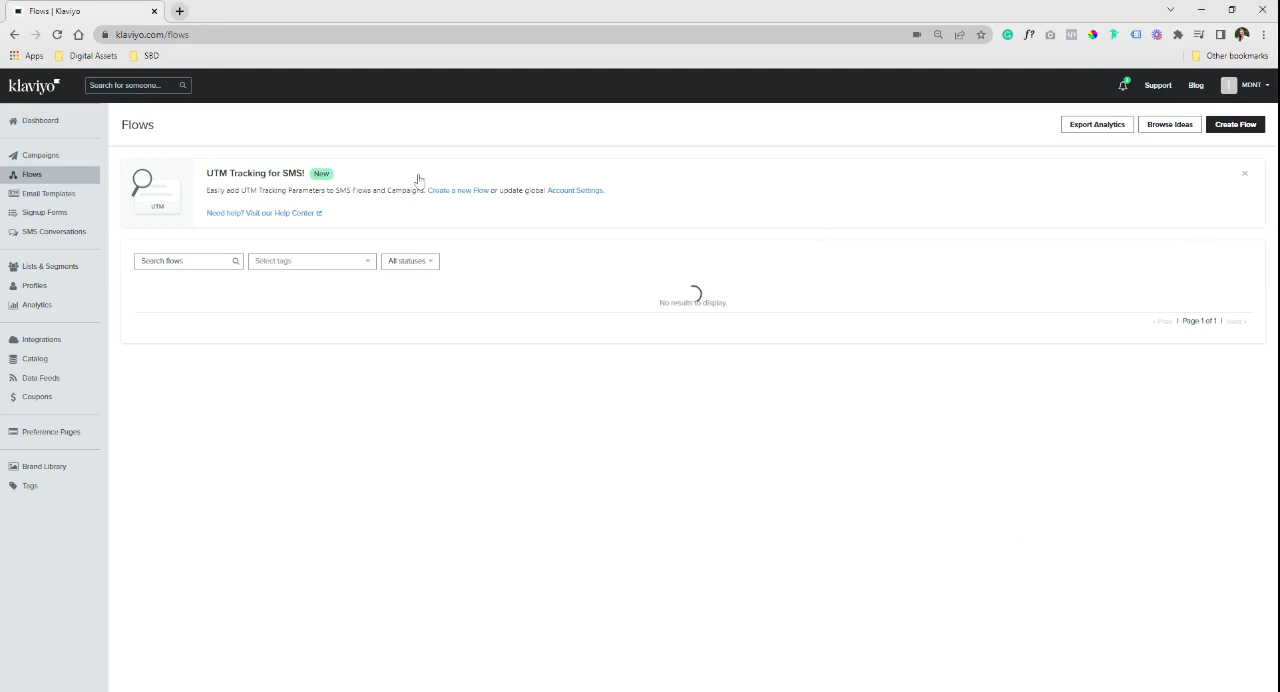 Flows | Klaviyo
klaviyo.com/flows
Apps Digital Assets SBD Other bookmarks
klaviyo Search for someone... Support Blog MDNT
Dashboard
Campaigns
Flows
Email Templates
Signup Forms
SMS Conversations
Lists & Segments
Profiles
Analytics
Integrations
Catalog
Data Feeds
Coupons
Preference Pages
Brand Library
Tags
Flows Export Analytics Browse Ideas Create Flow
UTM
UTM Tracking for SMS! New
Easily add UTM Tracking Parameters to SMS Flows and Campaigns. Create a new Flow or update global Account Settings.
Need help? Visit our Help Center
Search flows Select tags All statuses
No results to display.
« Prev | Page 1 of 1 | Next »